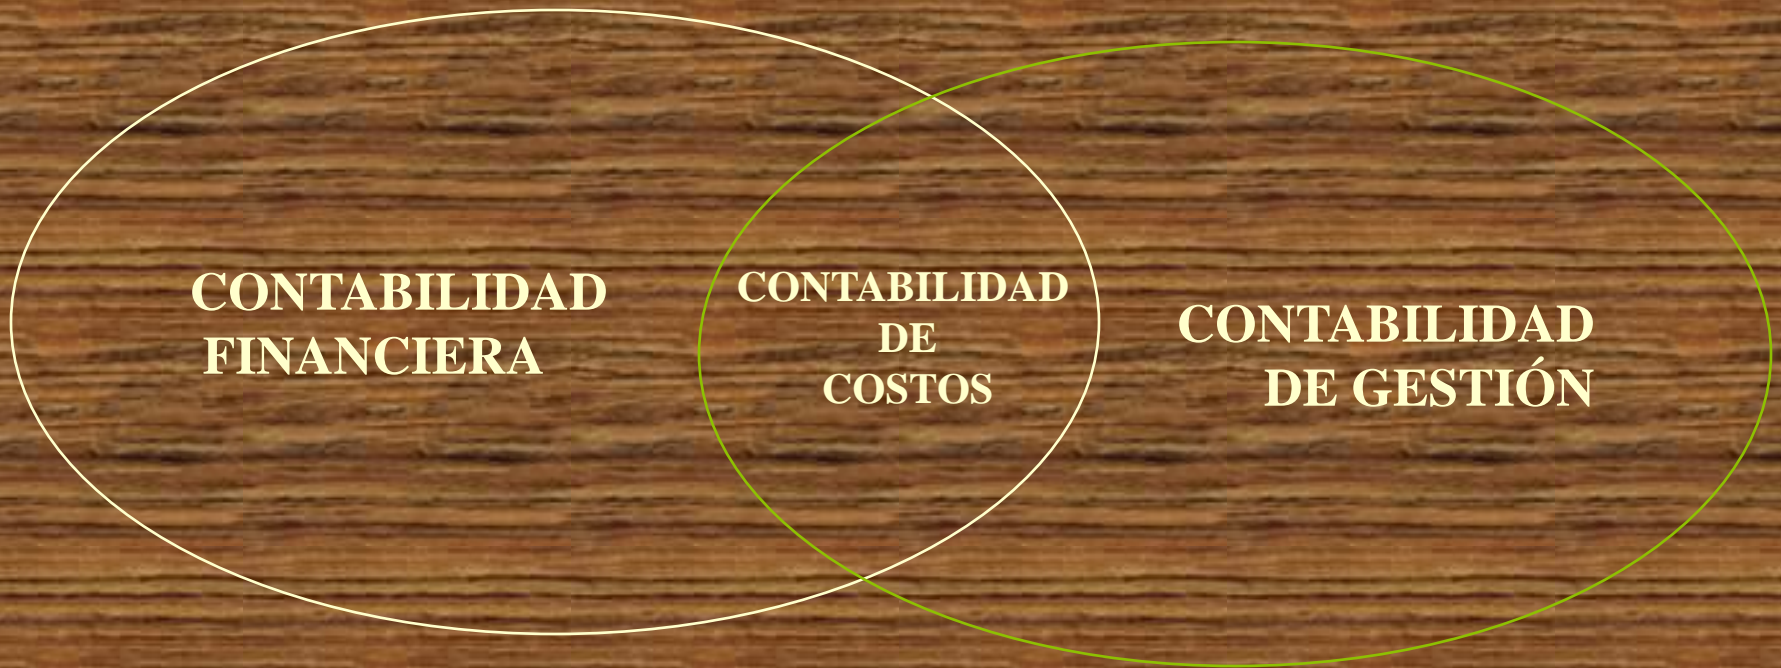 CONTABILIDAD
FINANCIERA
CONTABILIDAD
DE
COSTOS
CONTABILIDAD
DE GESTIÓN